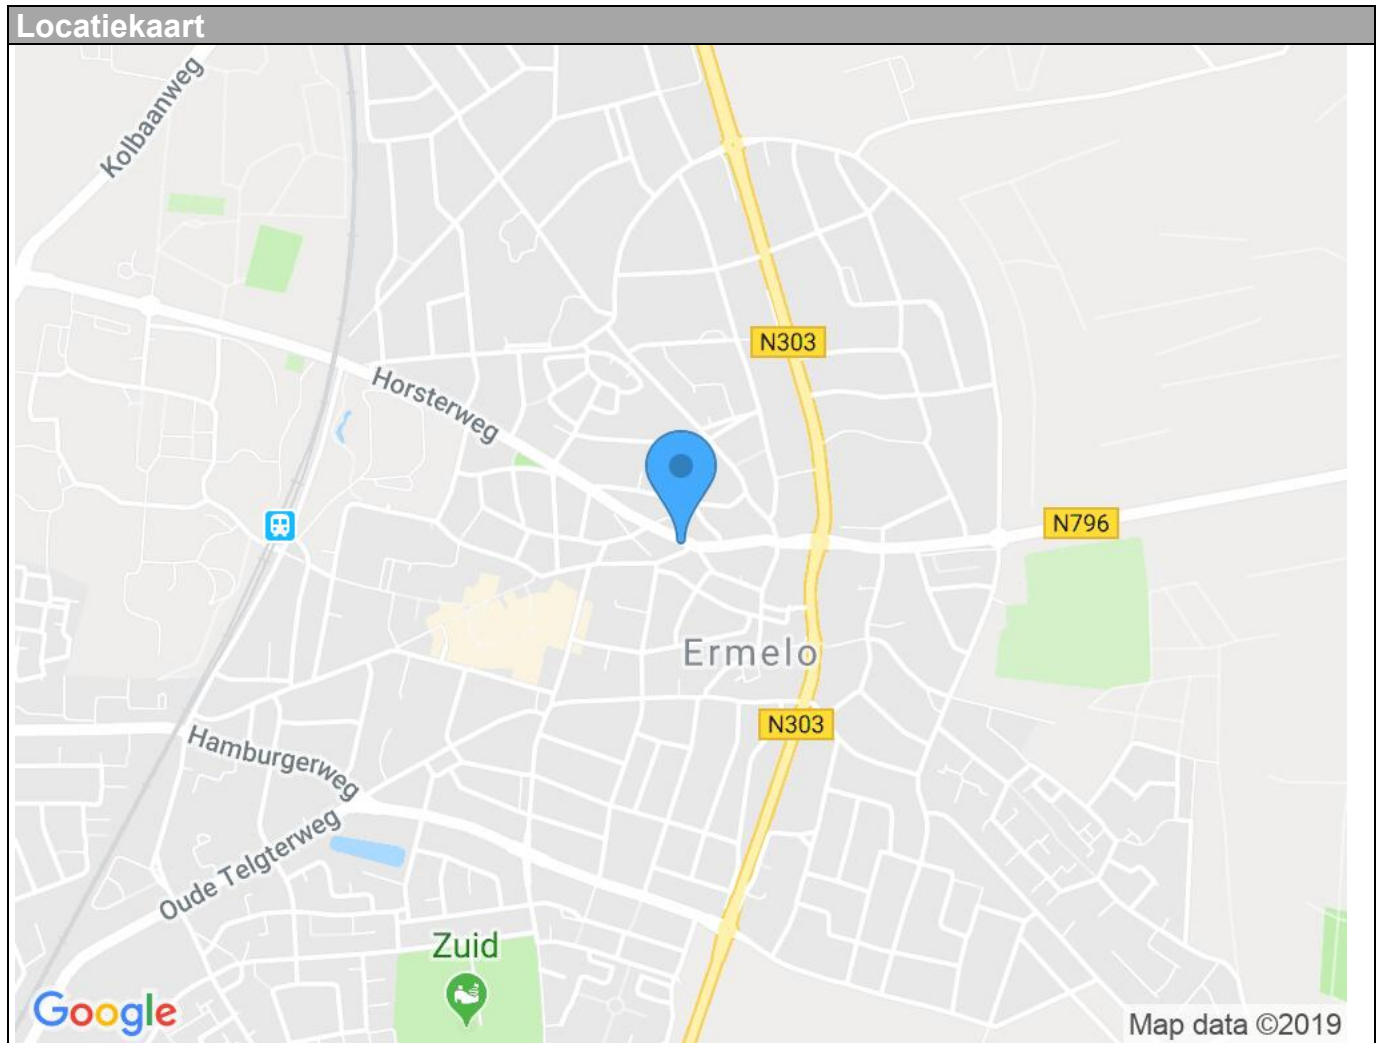 Locatiekaart
Kolbaanweg
N303
Horsterweg
N796
Ermelo
N303
Hamburgerweg
Oude Telgterweg
Zuid
Google
Map data ©2019